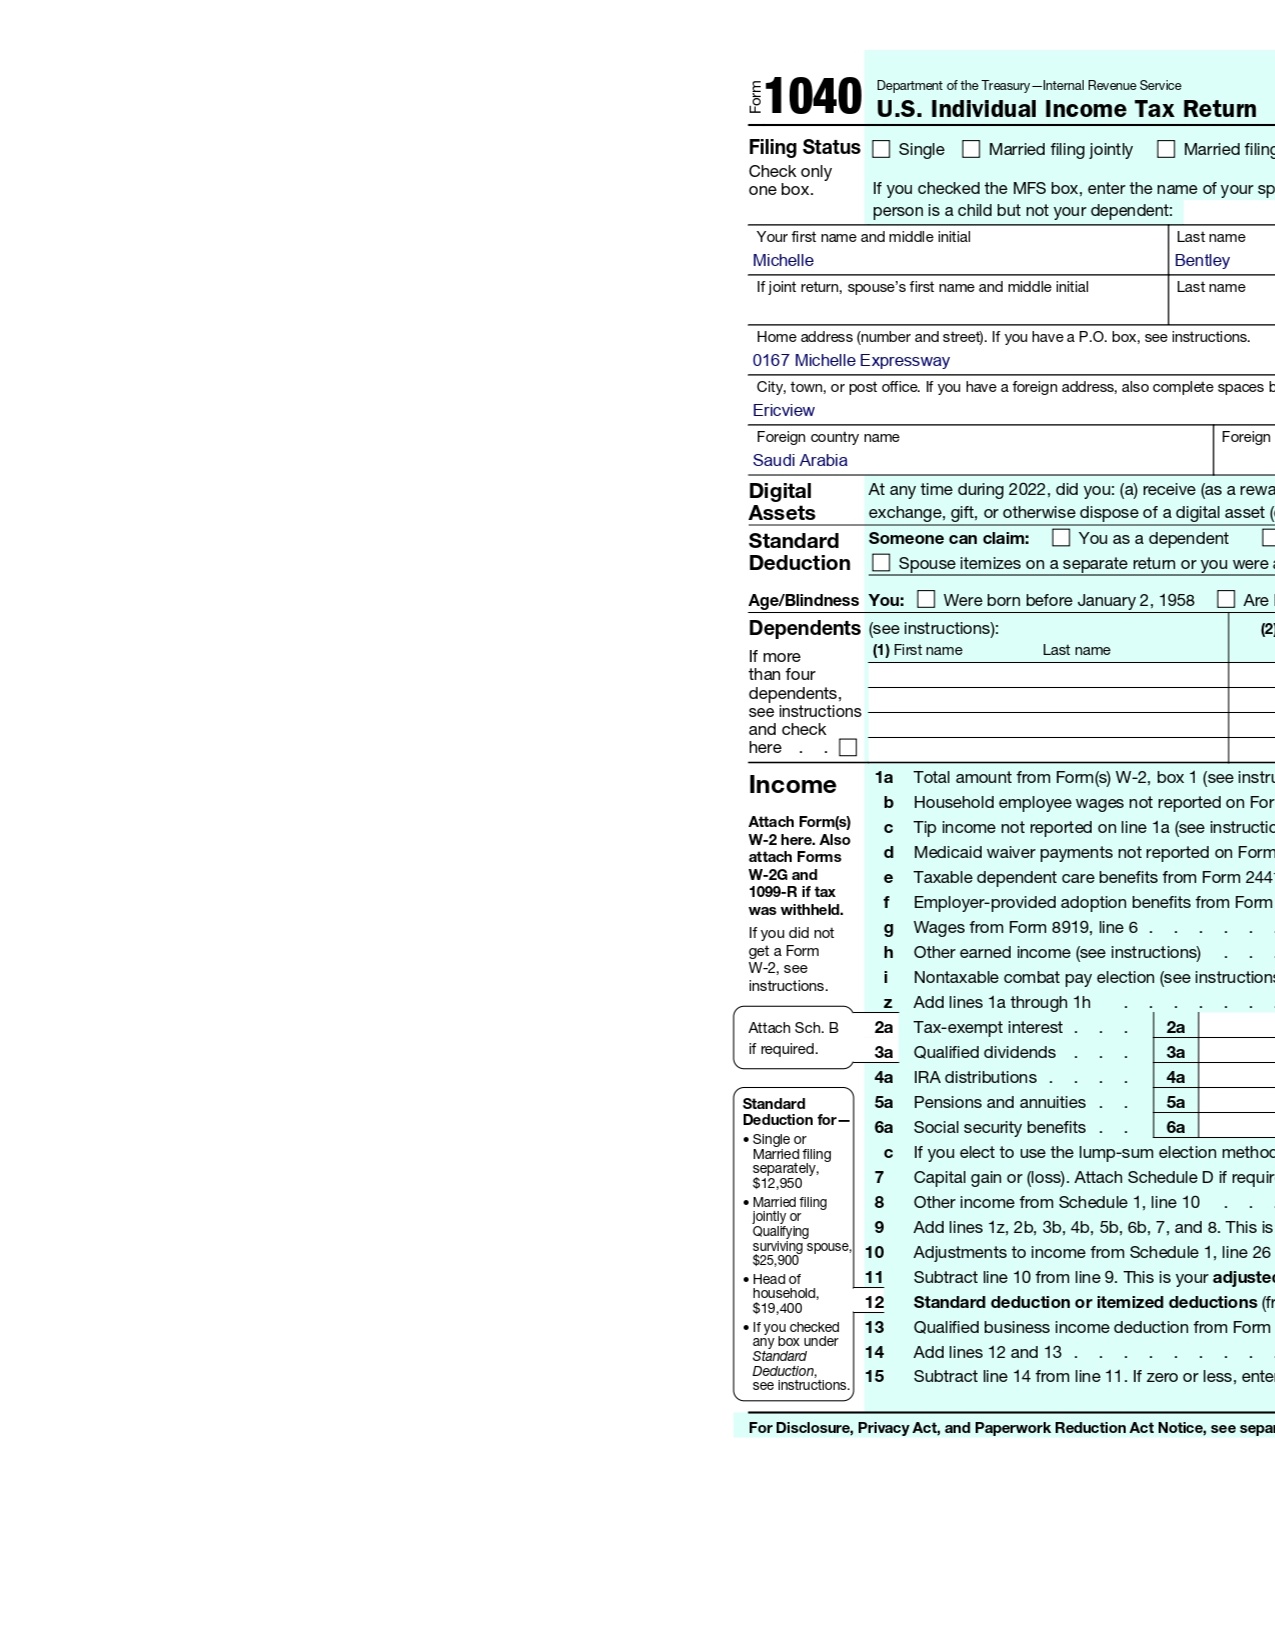 Form 1040 Department of the Treasury—Internal Revenue Service
U.S. Individual Income Tax Return
Filing Status
Check only
one box.
Single Married filing jointly Married filing
If you checked the MFS box, enter the name of your sp
person is a child but not your dependent:
Your first name and middle initial Last name
Michelle Bentley
If joint return, spouse’s first name and middle initial Last name
Home address (number and street). If you have a P.O. box, see instructions.
0167 Michelle Expressway
City, town, or post office. If you have a foreign address, also complete spaces b
Ericview
Foreign country name Foreign
Saudi Arabia
Digital
Assets
At any time during 2022, did you: (a) receive (as a rewa
exchange, gift, or otherwise dispose of a digital asset (
Standard
Deduction
Someone can claim: You as a dependent
Spouse itemizes on a separate return or you were a
Age/Blindness You: Were born before January 2, 1958 Are
Dependents (see instructions): (2)
(1) First name Last name
If more
than four
dependents,
see instructions
and check
here . .
Income
Attach Form(s)
W-2 here. Also
attach Forms
W-2G and
1099-R if tax
was withheld.
If you did not
get a Form
W-2, see
instructions.
1a Total amount from Form(s) W-2, box 1 (see instru
b Household employee wages not reported on For
c Tip income not reported on line 1a (see instructio
d Medicaid waiver payments not reported on Form
e Taxable dependent care benefits from Form 244
f Employer-provided adoption benefits from Form
g Wages from Form 8919, line 6 . . . . . .
h Other earned income (see instructions) . . .
i Nontaxable combat pay election (see instructions
z Add lines 1a through 1h . . . . . . .
Attach Sch. B
if required.
2a Tax-exempt interest . . . 2a
3a Qualified dividends . . . 3a
4a IRA distributions . . . . 4a
5a Pensions and annuities . . 5a
6a Social security benefits . . 6a
c If you elect to use the lump-sum election method
7 Capital gain or (loss). Attach Schedule D if requir
8 Other income from Schedule 1, line 10 . . .
9 Add lines 1z, 2b, 3b, 4b, 5b, 6b, 7, and 8. This is
10 Adjustments to income from Schedule 1, line 26
11 Subtract line 10 from line 9. This is your adjusted
12 Standard deduction or itemized deductions (fr
13 Qualified business income deduction from Form
14 Add lines 12 and 13 . . . . . . . . .
15 Subtract line 14 from line 11. If zero or less, enter
Standard
Deduction for—
• Single or
Married filing
separately,
$12,950
• Married filing
jointly or
Qualifying
surviving spouse,
$25,900
• Head of
household,
$19,400
• If you checked
any box under
Standard
Deduction,
see instructions.
For Disclosure, Privacy Act, and Paperwork Reduction Act Notice, see separ